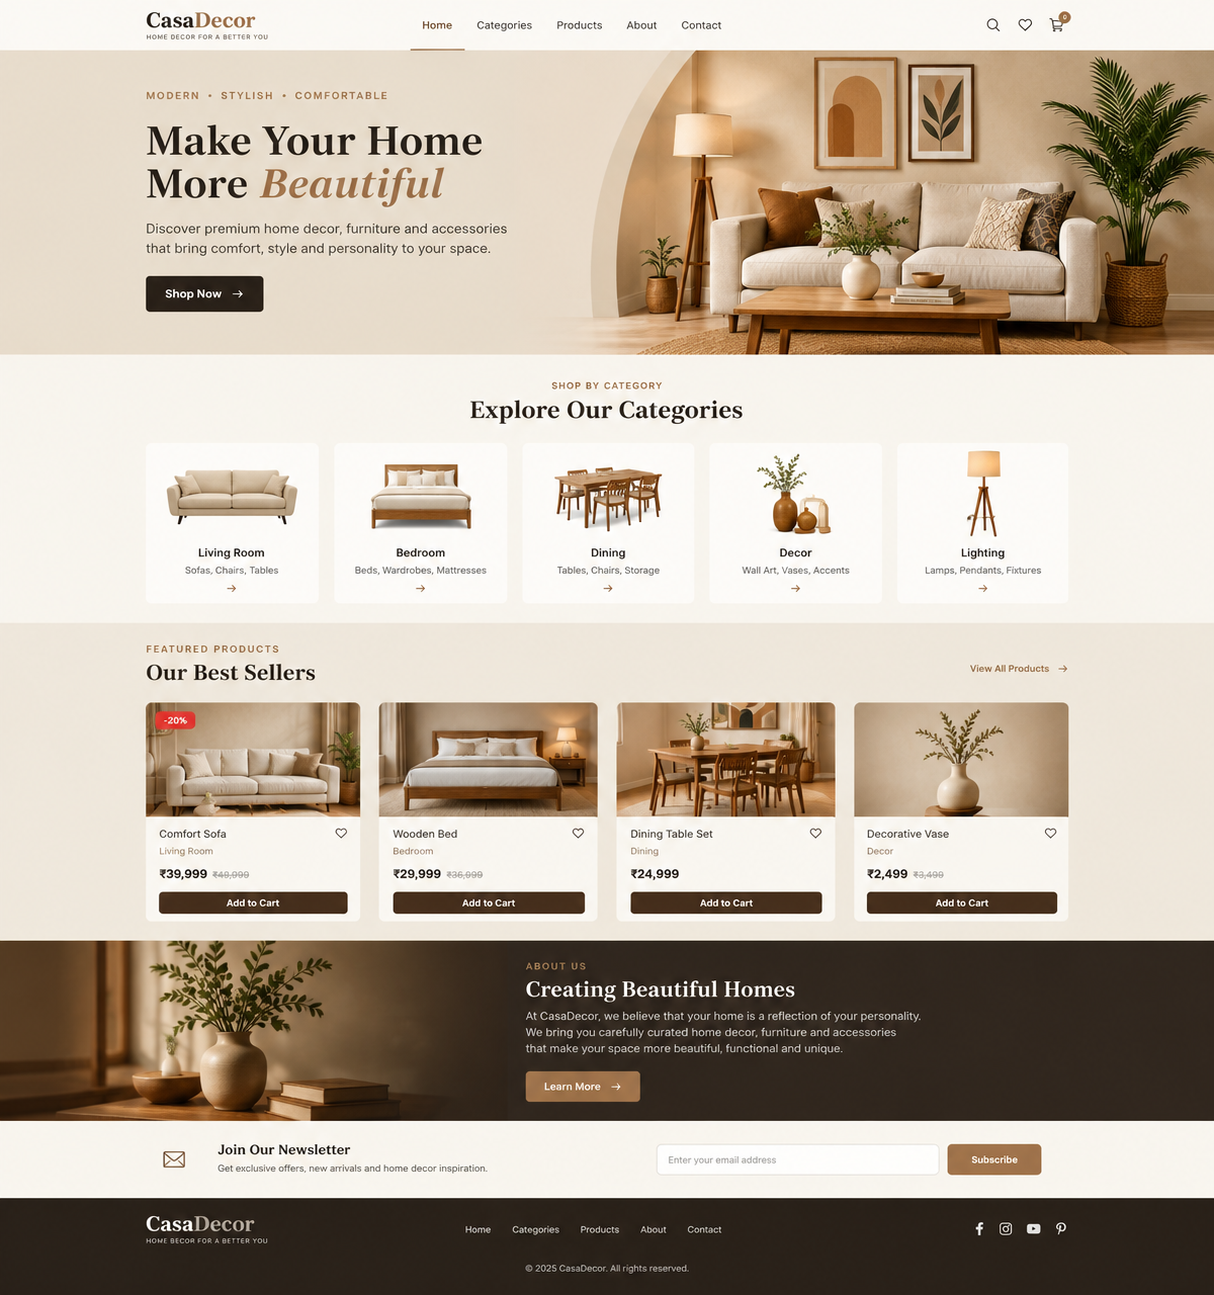 CasaDecor
HOME DECOR FOR A BETTER YOU
Home
Categories
Products
About
Contact
0
MODERN • STYLISH • COMFORTABLE
Make Your Home
More Beautiful
Discover premium home decor, furniture and accessories
that bring comfort, style and personality to your space.
Shop Now →
SHOP BY CATEGORY
Explore Our Categories
Living Room
Sofas, Chairs, Tables
→
Bedroom
Beds, Wardrobes, Mattresses
→
Dining
Tables, Chairs, Storage
→
Decor
Wall Art, Vases, Accents
→
Lighting
Lamps, Pendants, Fixtures
→
FEATURED PRODUCTS
Our Best Sellers
View All Products →
-20%
Comfort Sofa
Living Room
₹39,999 ₹49,999
Add to Cart
Wooden Bed
Bedroom
₹29,999 ₹36,999
Add to Cart
Dining Table Set
Dining
₹24,999
Add to Cart
Decorative Vase
Decor
₹2,499 ₹3,499
Add to Cart
ABOUT US
Creating Beautiful Homes
At CasaDecor, we believe that your home is a reflection of your personality.
We bring you carefully curated home decor, furniture and accessories
that make your space more beautiful, functional and unique.
Learn More →
Join Our Newsletter
Get exclusive offers, new arrivals and home decor inspiration.
Enter your email address
Subscribe
CasaDecor
HOME DECOR FOR A BETTER YOU
Home
Categories
Products
About
Contact
© 2025 CasaDecor. All rights reserved.